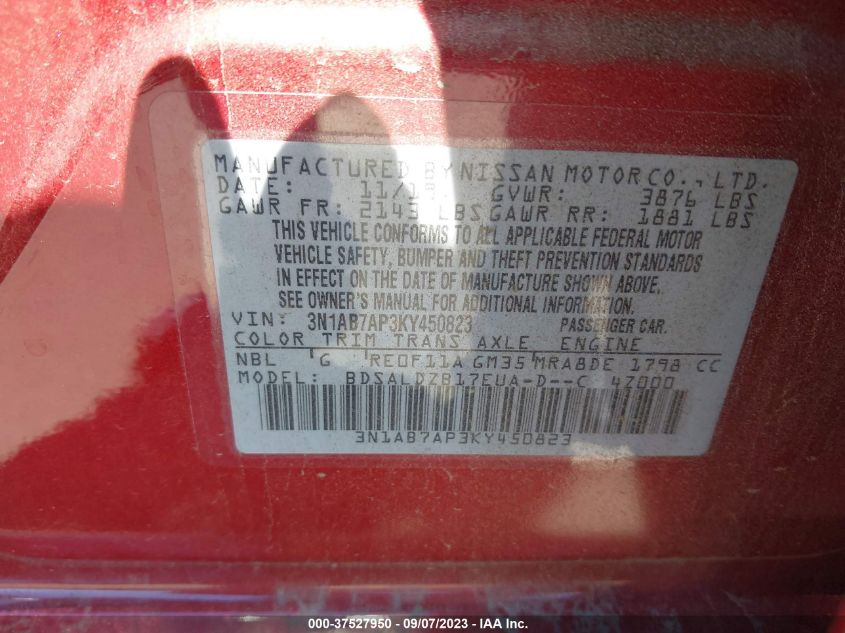 MANUFACTURED BY NISSAN MOTOR CO., LTD.
DATE: 11/18 GVWR: 3876 LBS
GAWR FR: 2143 LBS GAWR RR: 1881 LBS
THIS VEHICLE CONFORMS TO ALL APPLICABLE FEDERAL MOTOR
VEHICLE SAFETY, BUMPER AND THEFT PREVENTION STANDARDS
IN EFFECT ON THE DATE OF MANUFACTURE SHOWN ABOVE.
SEE OWNER'S MANUAL FOR ADDITIONAL INFORMATION.
VIN: 3N1AB7AP3KY450823 PASSENGER CAR.
COLOR TRIM TRANS AXLE ENGINE
NBL G RE0F11A GM35 MRA8DE 1798 CC
MODEL: BDSALDZB17EUA-D--C 4Z000
3N1AB7AP3KY450823
000-37527950 - 09/07/2023 - IAA Inc.